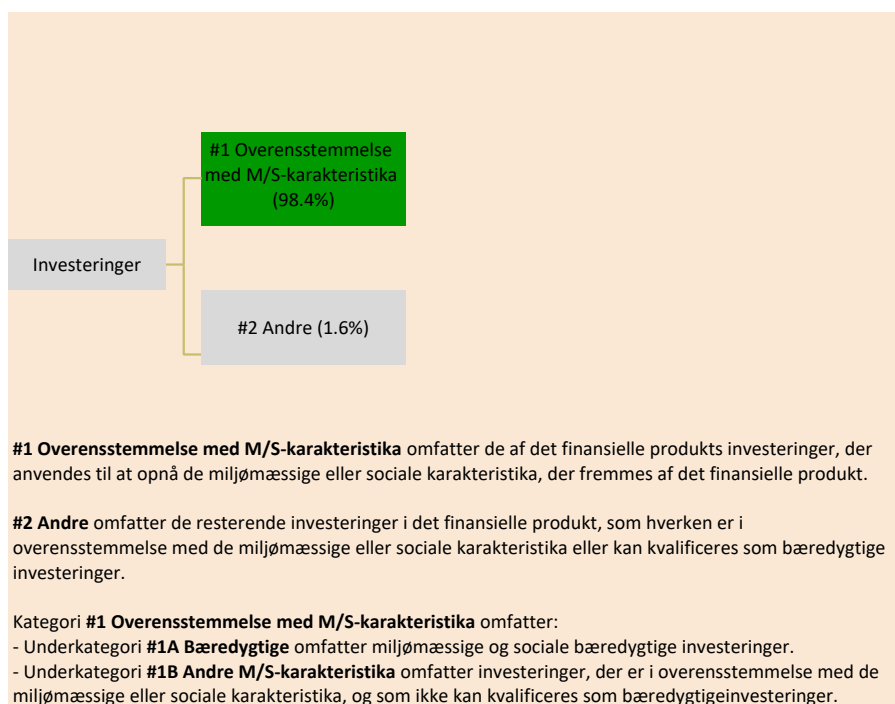 #1 Overensstemmelse
med M/S-karakteristika
(98.4%)
Investeringer
#2 Andre (1.6%)
#1 Overensstemmelse med M/S-karakteristika omfatter de af det finansielle produkts investeringer, der
anvendes til at opnå de miljømæssige eller sociale karakteristika, der fremmes af det finansielle produkt.
#2 Andre omfatter de resterende investeringer i det finansielle produkt, som hverken er i
overensstemmelse med de miljømæssige eller sociale karakteristika eller kan kvalificeres som bæredygtige
investeringer.
Kategori #1 Overensstemmelse med M/S-karakteristika omfatter:
- Underkategori #1A Bæredygtige omfatter miljømæssige og sociale bæredygtige investeringer.
- Underkategori #1B Andre M/S-karakteristika omfatter investeringer, der er i overensstemmelse med de
miljømæssige eller sociale karakteristika, og som ikke kan kvalificeres som bæredygtigeinvesteringer.